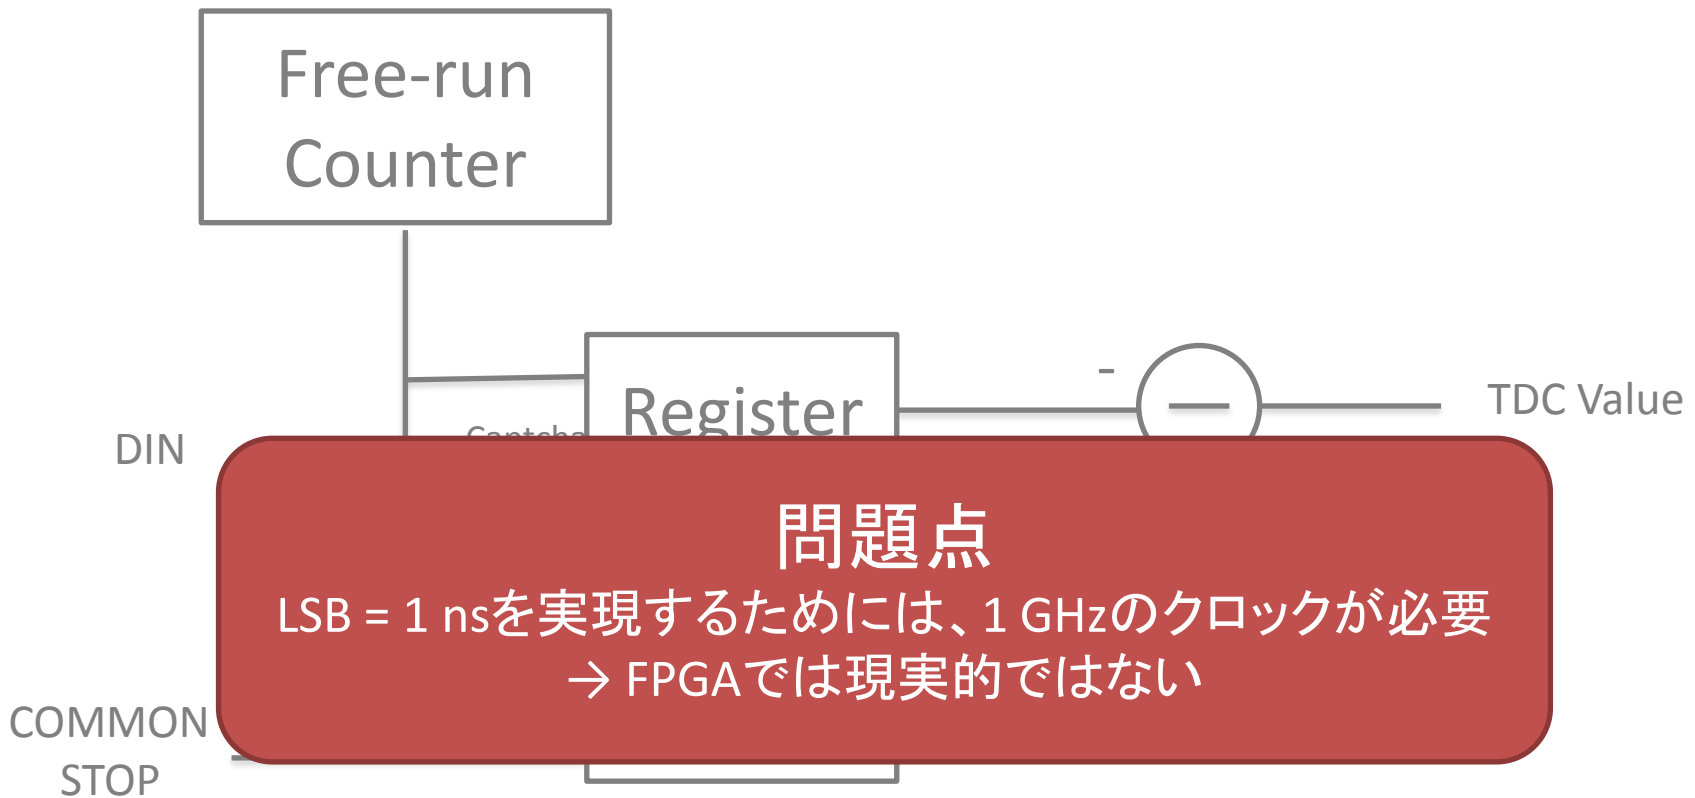 Free-run
Counter
Register
-
TDC Value
DIN
問題点
LSB = 1 nsを実現するためには、1 GHzのクロックが必要
→ FPGAでは現実的ではない
COMMON
STOP